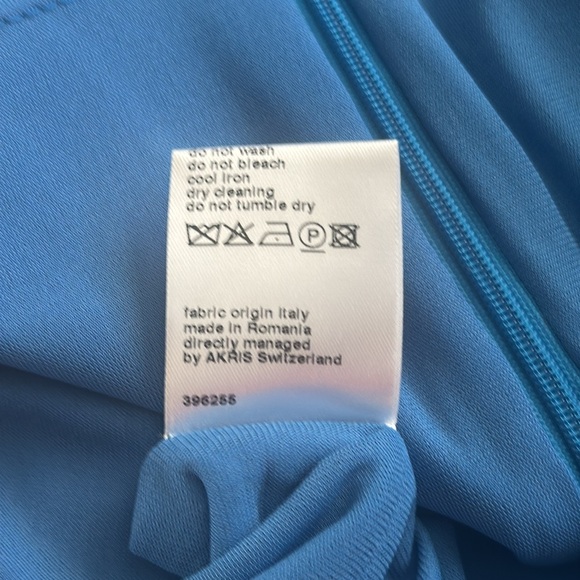 do not wash
do not bleach
cool iron
dry cleaning
do not tumble dry
P
fabric origin Italy
made in Romania
directly managed
by AKRIS Switzerland
396255